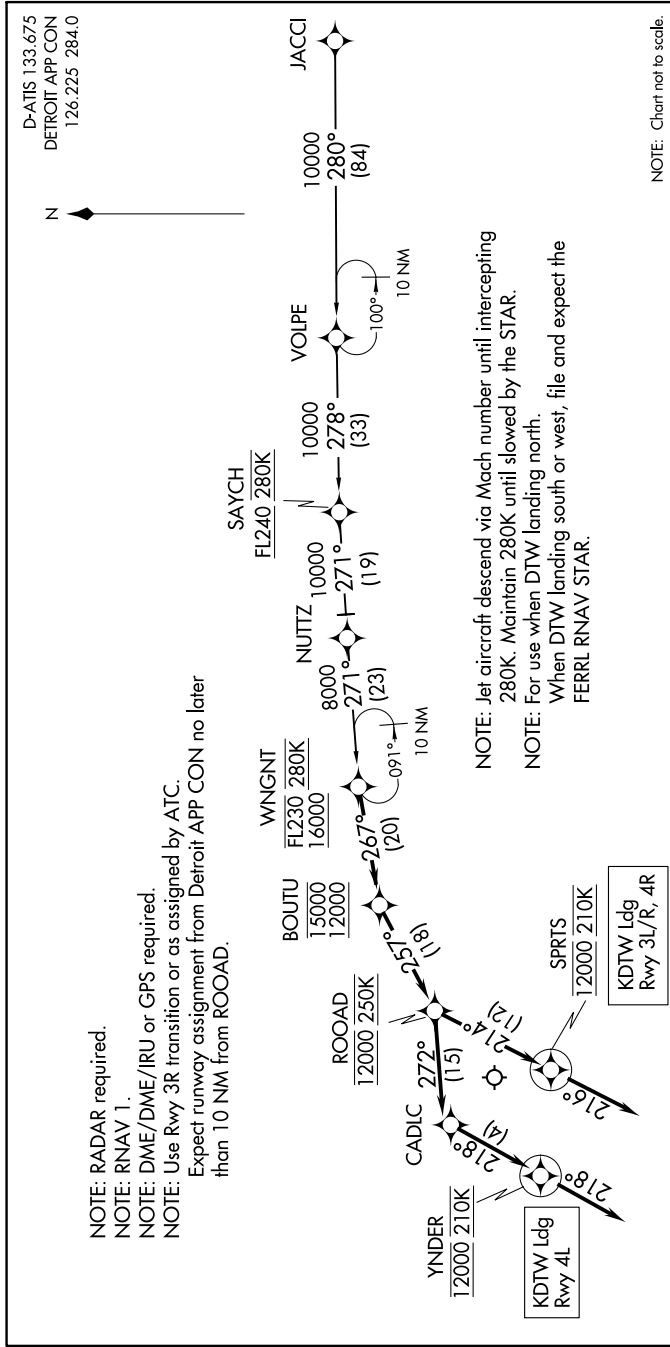 D-ATIS 133.675
DETROIT APP CON
126.225 284.0
N
NOTE: RADAR required.
NOTE: RNAV 1.
NOTE: DME/DME/IRU or GPS required.
NOTE: Use Rwy 3R transition or as assigned by ATC.
Expect runway assignment from Detroit APP CON no later
than 10 NM from ROOAD.
JACCI
10000
280°
(84)
VOLPE
100°
10 NM
10000
278°
(33)
SAYCH
FL240 280K
10000
271°
(19)
NUTTZ
8000
271°
(23)
WNGNT
FL230 280K
16000
091°
10 NM
267°
(20)
BOUTU
15000
12000
257°
(18)
ROOAD
12000 250K
272°
(15)
CADLC
218°
(4)
YNDER
12000 210K
218°
KDTW Ldg
Rwy 4L
214°
(12)
SPRTS
12000 210K
216°
KDTW Ldg
Rwy 3L/R, 4R
NOTE: Jet aircraft descend via Mach number until intercepting
280K. Maintain 280K until slowed by the STAR.
NOTE: For use when DTW landing north.
When DTW landing south or west, file and expect the
FERRL RNAV STAR.
NOTE: Chart not to scale.